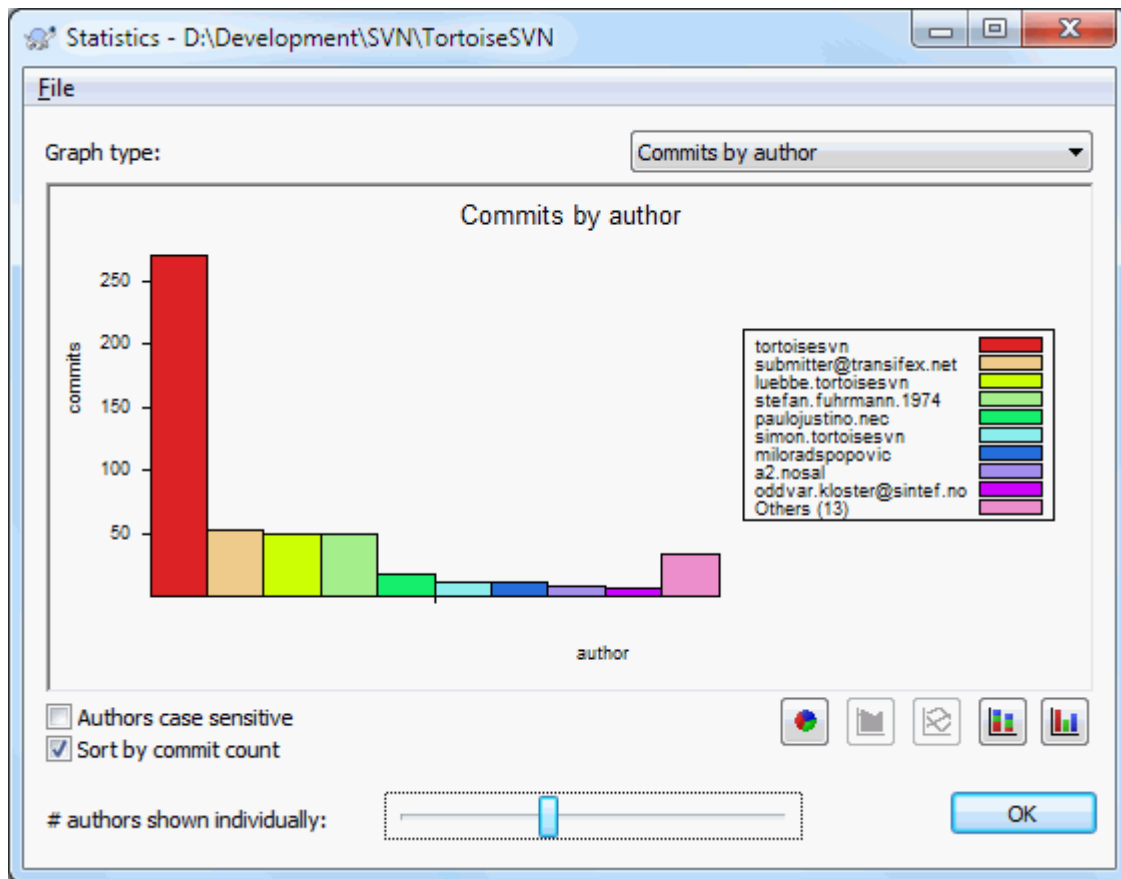 Statistics - D:\Development\SVN\TortoiseSVN
File
Graph type:
Commits by author
Commits by author
250
200
150
100
50
commits
author
tortoisesvn
submitter@transifex.net
luebbe.tortoisesvn
stefan.fuhrmann.1974
paulojustino.nec
simon.tortoisesvn
miloradspopovic
a2.nosal
oddvar.kloster@sintef.no
Others (13)
Authors case sensitive
Sort by commit count
# authors shown individually:
OK